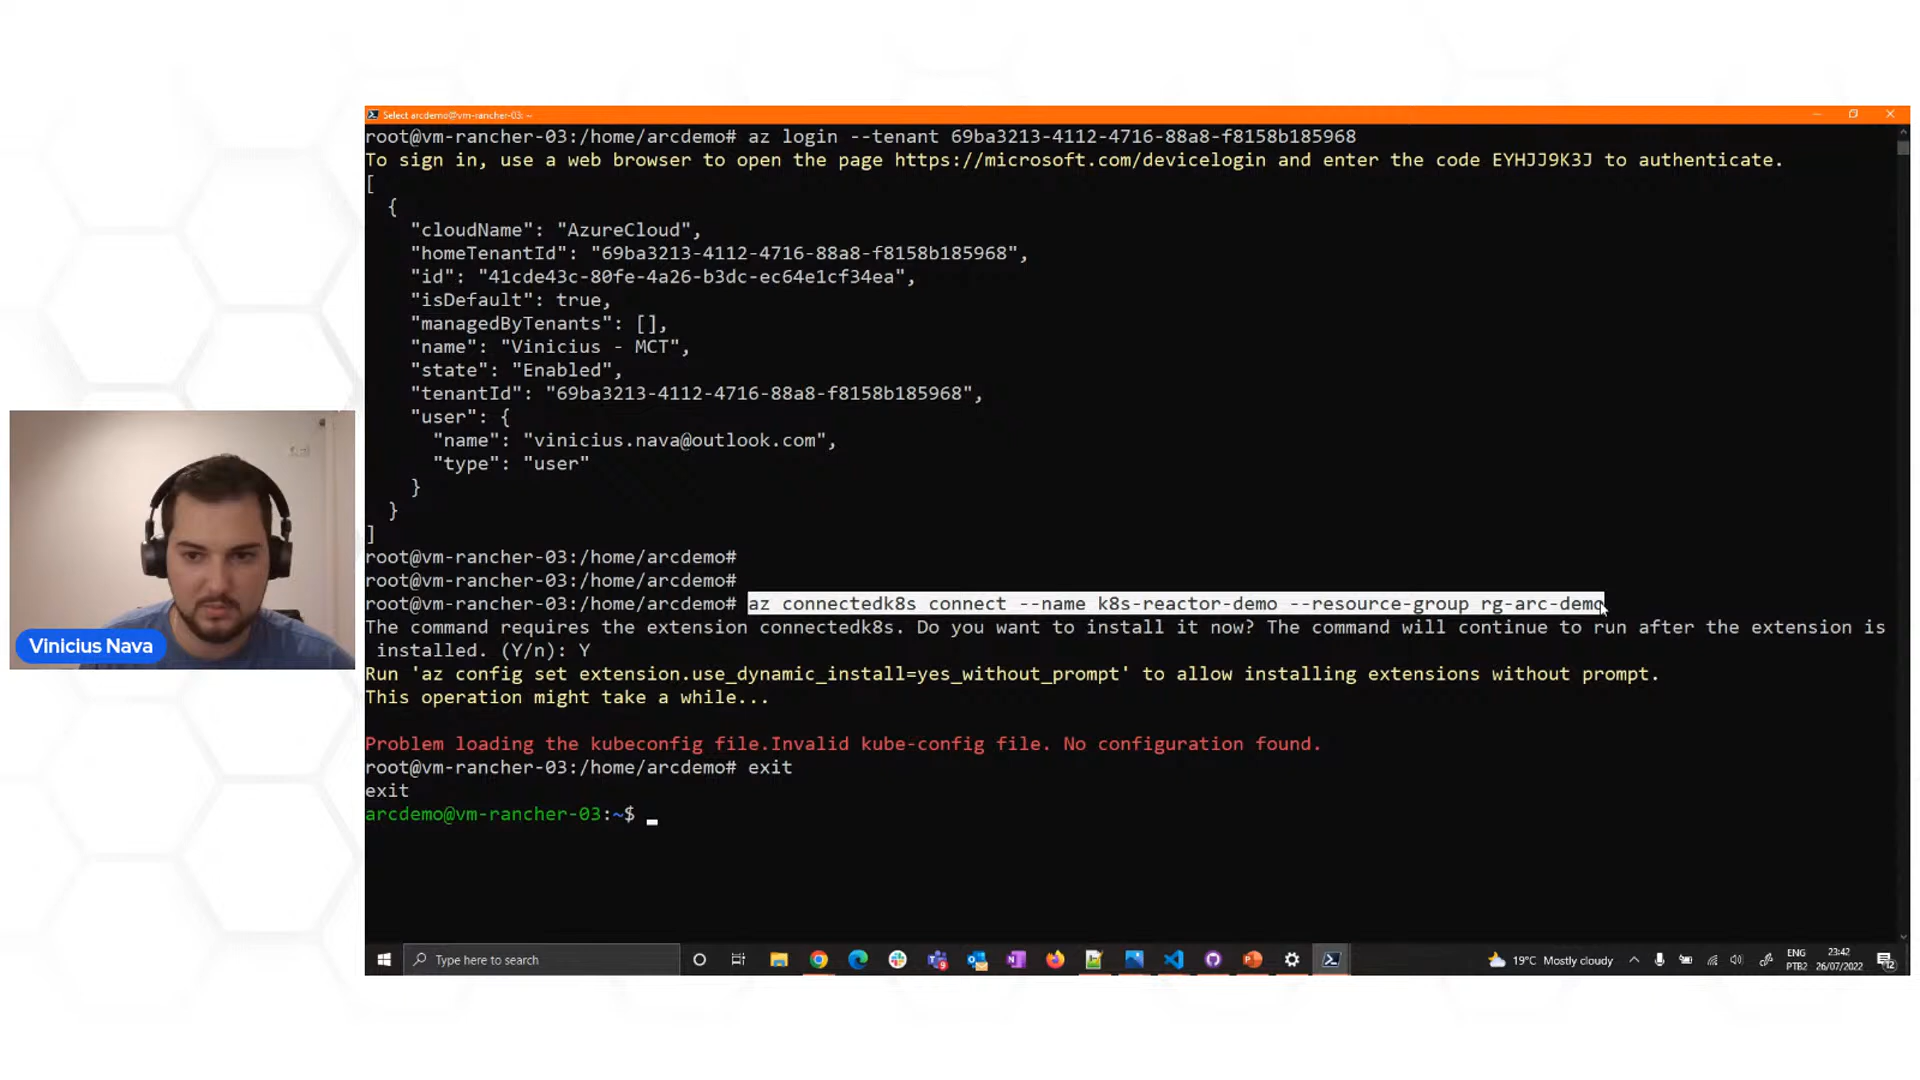 Select arcdemo@vm-rancher-03: ~
root@vm-rancher-03:/home/arcdemo# az login --tenant 69ba3213-4112-4716-88a8-f8158b185968
To sign in, use a web browser to open the page https://microsoft.com/devicelogin and enter the code EYHJJ9K3J to authenticate.
[
{
"cloudName": "AzureCloud",
"homeTenantId": "69ba3213-4112-4716-88a8-f8158b185968",
"id": "41cde43c-80fe-4a26-b3dc-ec64e1cf34ea",
"isDefault": true,
"managedByTenants": [],
"name": "Vinicius - MCT",
"state": "Enabled",
"tenantId": "69ba3213-4112-4716-88a8-f8158b185968",
"user": {
"name": "vinicius.nava@outlook.com",
"type": "user"
}
}
]
root@vm-rancher-03:/home/arcdemo#
root@vm-rancher-03:/home/arcdemo#
root@vm-rancher-03:/home/arcdemo# az connectedk8s connect --name k8s-reactor-demo --resource-group rg-arc-demo
The command requires the extension connectedk8s. Do you want to install it now? The command will continue to run after the extension is
installed. (Y/n): Y
Run 'az config set extension.use_dynamic_install=yes_without_prompt' to allow installing extensions without prompt.
This operation might take a while...
Problem loading the kubeconfig file.Invalid kube-config file. No configuration found.
root@vm-rancher-03:/home/arcdemo# exit
exit
arcdemo@vm-rancher-03:~$
Vinicius Nava
Type here to search
19°C Mostly cloudy
ENG
PTB2
23:42
26/07/2022
12